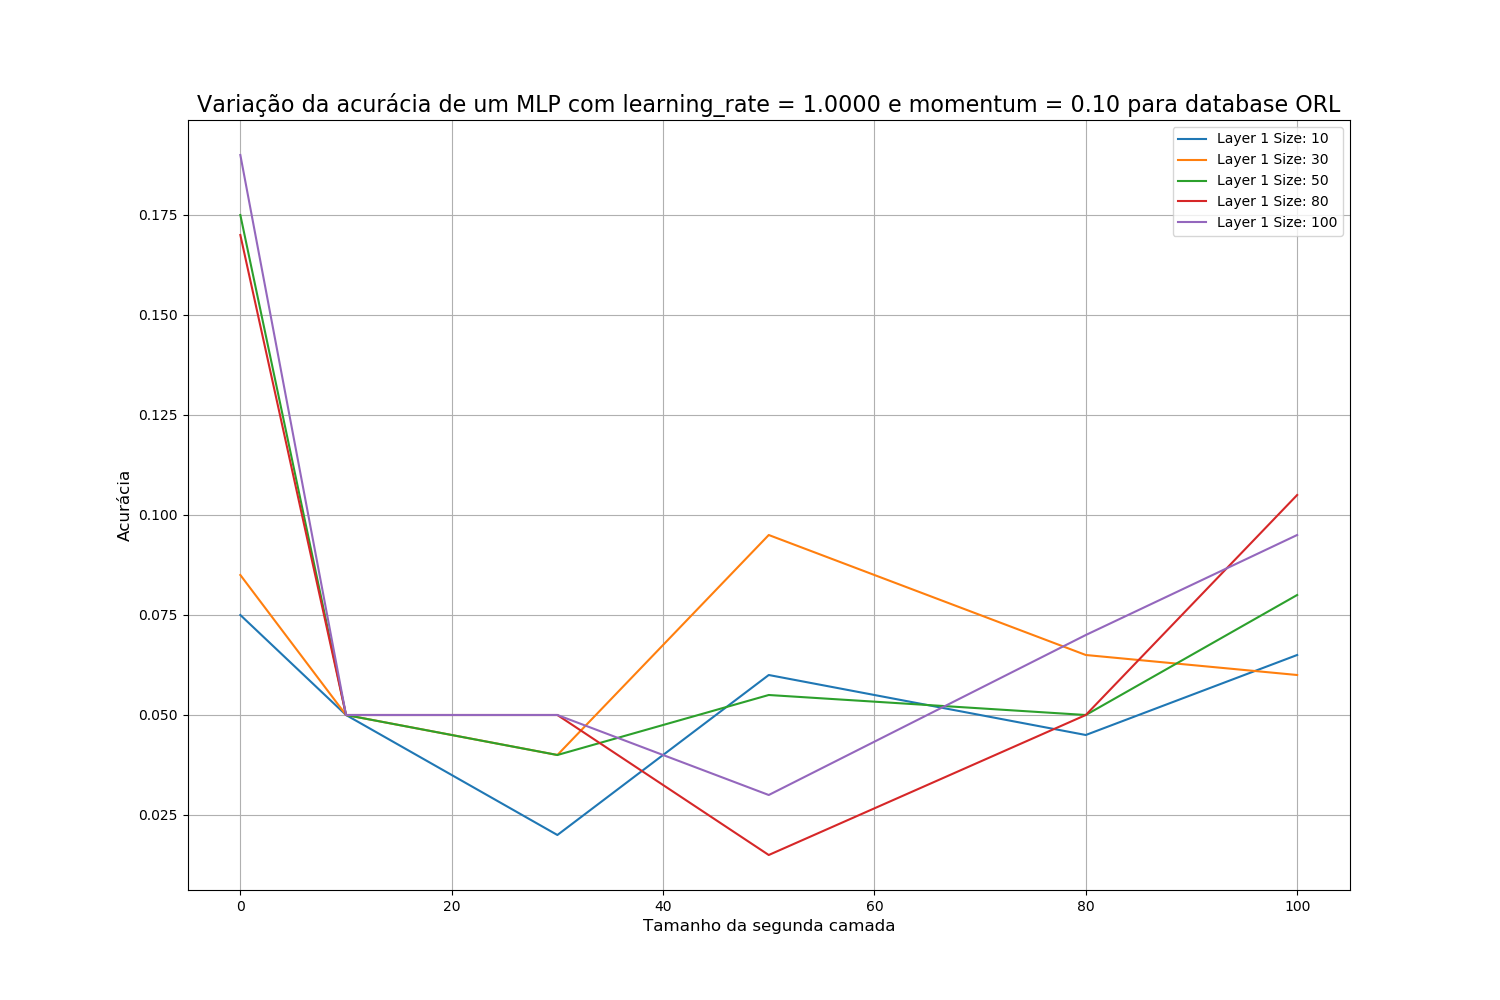 Variação da acurácia de um MLP com learning_rate = 1.0000 e momentum = 0.10 para database ORL
Layer 1 Size: 10
Layer 1 Size: 30
Layer 1 Size: 50
Layer 1 Size: 80
Layer 1 Size: 100
0.175
0.150
0.125
0.100
0.075
0.050
0.025
Acurácia
0 20 40 60 80 100
Tamanho da segunda camada